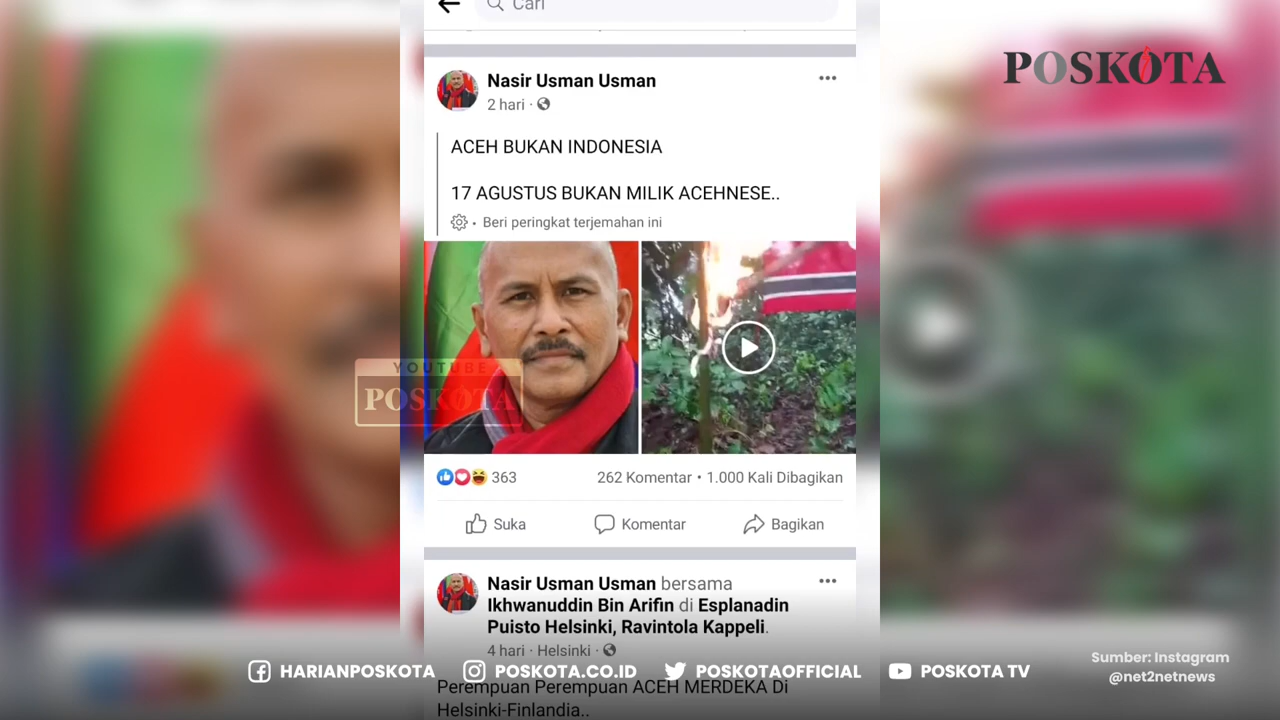 Cari
POSKOTA
Nasir Usman Usman
2 hari ·
ACEH BUKAN INDONESIA
17 AGUSTUS BUKAN MILIK ACEHNESE..
· Beri peringkat terjemahan ini
YOUTUBE
POSKOTA
363
262 Komentar • 1.000 Kali Dibagikan
Suka
Komentar
Bagikan
Nasir Usman Usman bersama
Ikhwanuddin Bin Arifin di Esplanadin
Puisto Helsinki, Ravintola Kappeli.
4 hari · Helsinki ·
HARIANPOSKOTA
POSKOTA.CO.ID
POSKOTAOFFICIAL
POSKOTA TV
Sumber: Instagram
@net2netnews
Perempuan Perempuan ACEH MERDEKA Di
Helsinki-Finlandia..